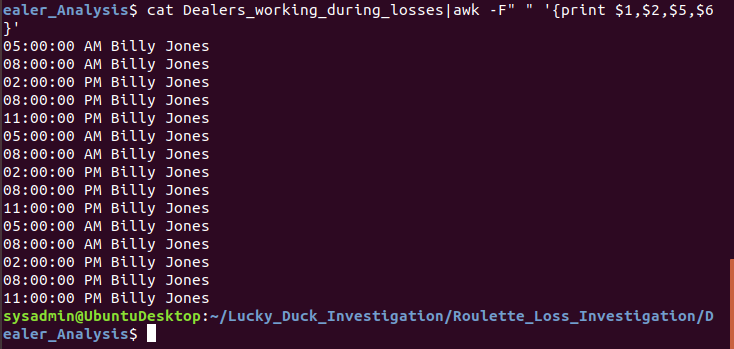 ealer_Analysis$ cat Dealers_working_during_losses|awk -F" " '{print $1,$2,$5,$6
}'
05:00:00 AM Billy Jones
08:00:00 AM Billy Jones
02:00:00 PM Billy Jones
08:00:00 PM Billy Jones
11:00:00 PM Billy Jones
05:00:00 AM Billy Jones
08:00:00 AM Billy Jones
02:00:00 PM Billy Jones
08:00:00 PM Billy Jones
11:00:00 PM Billy Jones
05:00:00 AM Billy Jones
08:00:00 AM Billy Jones
02:00:00 PM Billy Jones
08:00:00 PM Billy Jones
11:00:00 PM Billy Jones
sysadmin@UbuntuDesktop:~/Lucky_Duck_Investigation/Roulette_Loss_Investigation/D
ealer_Analysis$